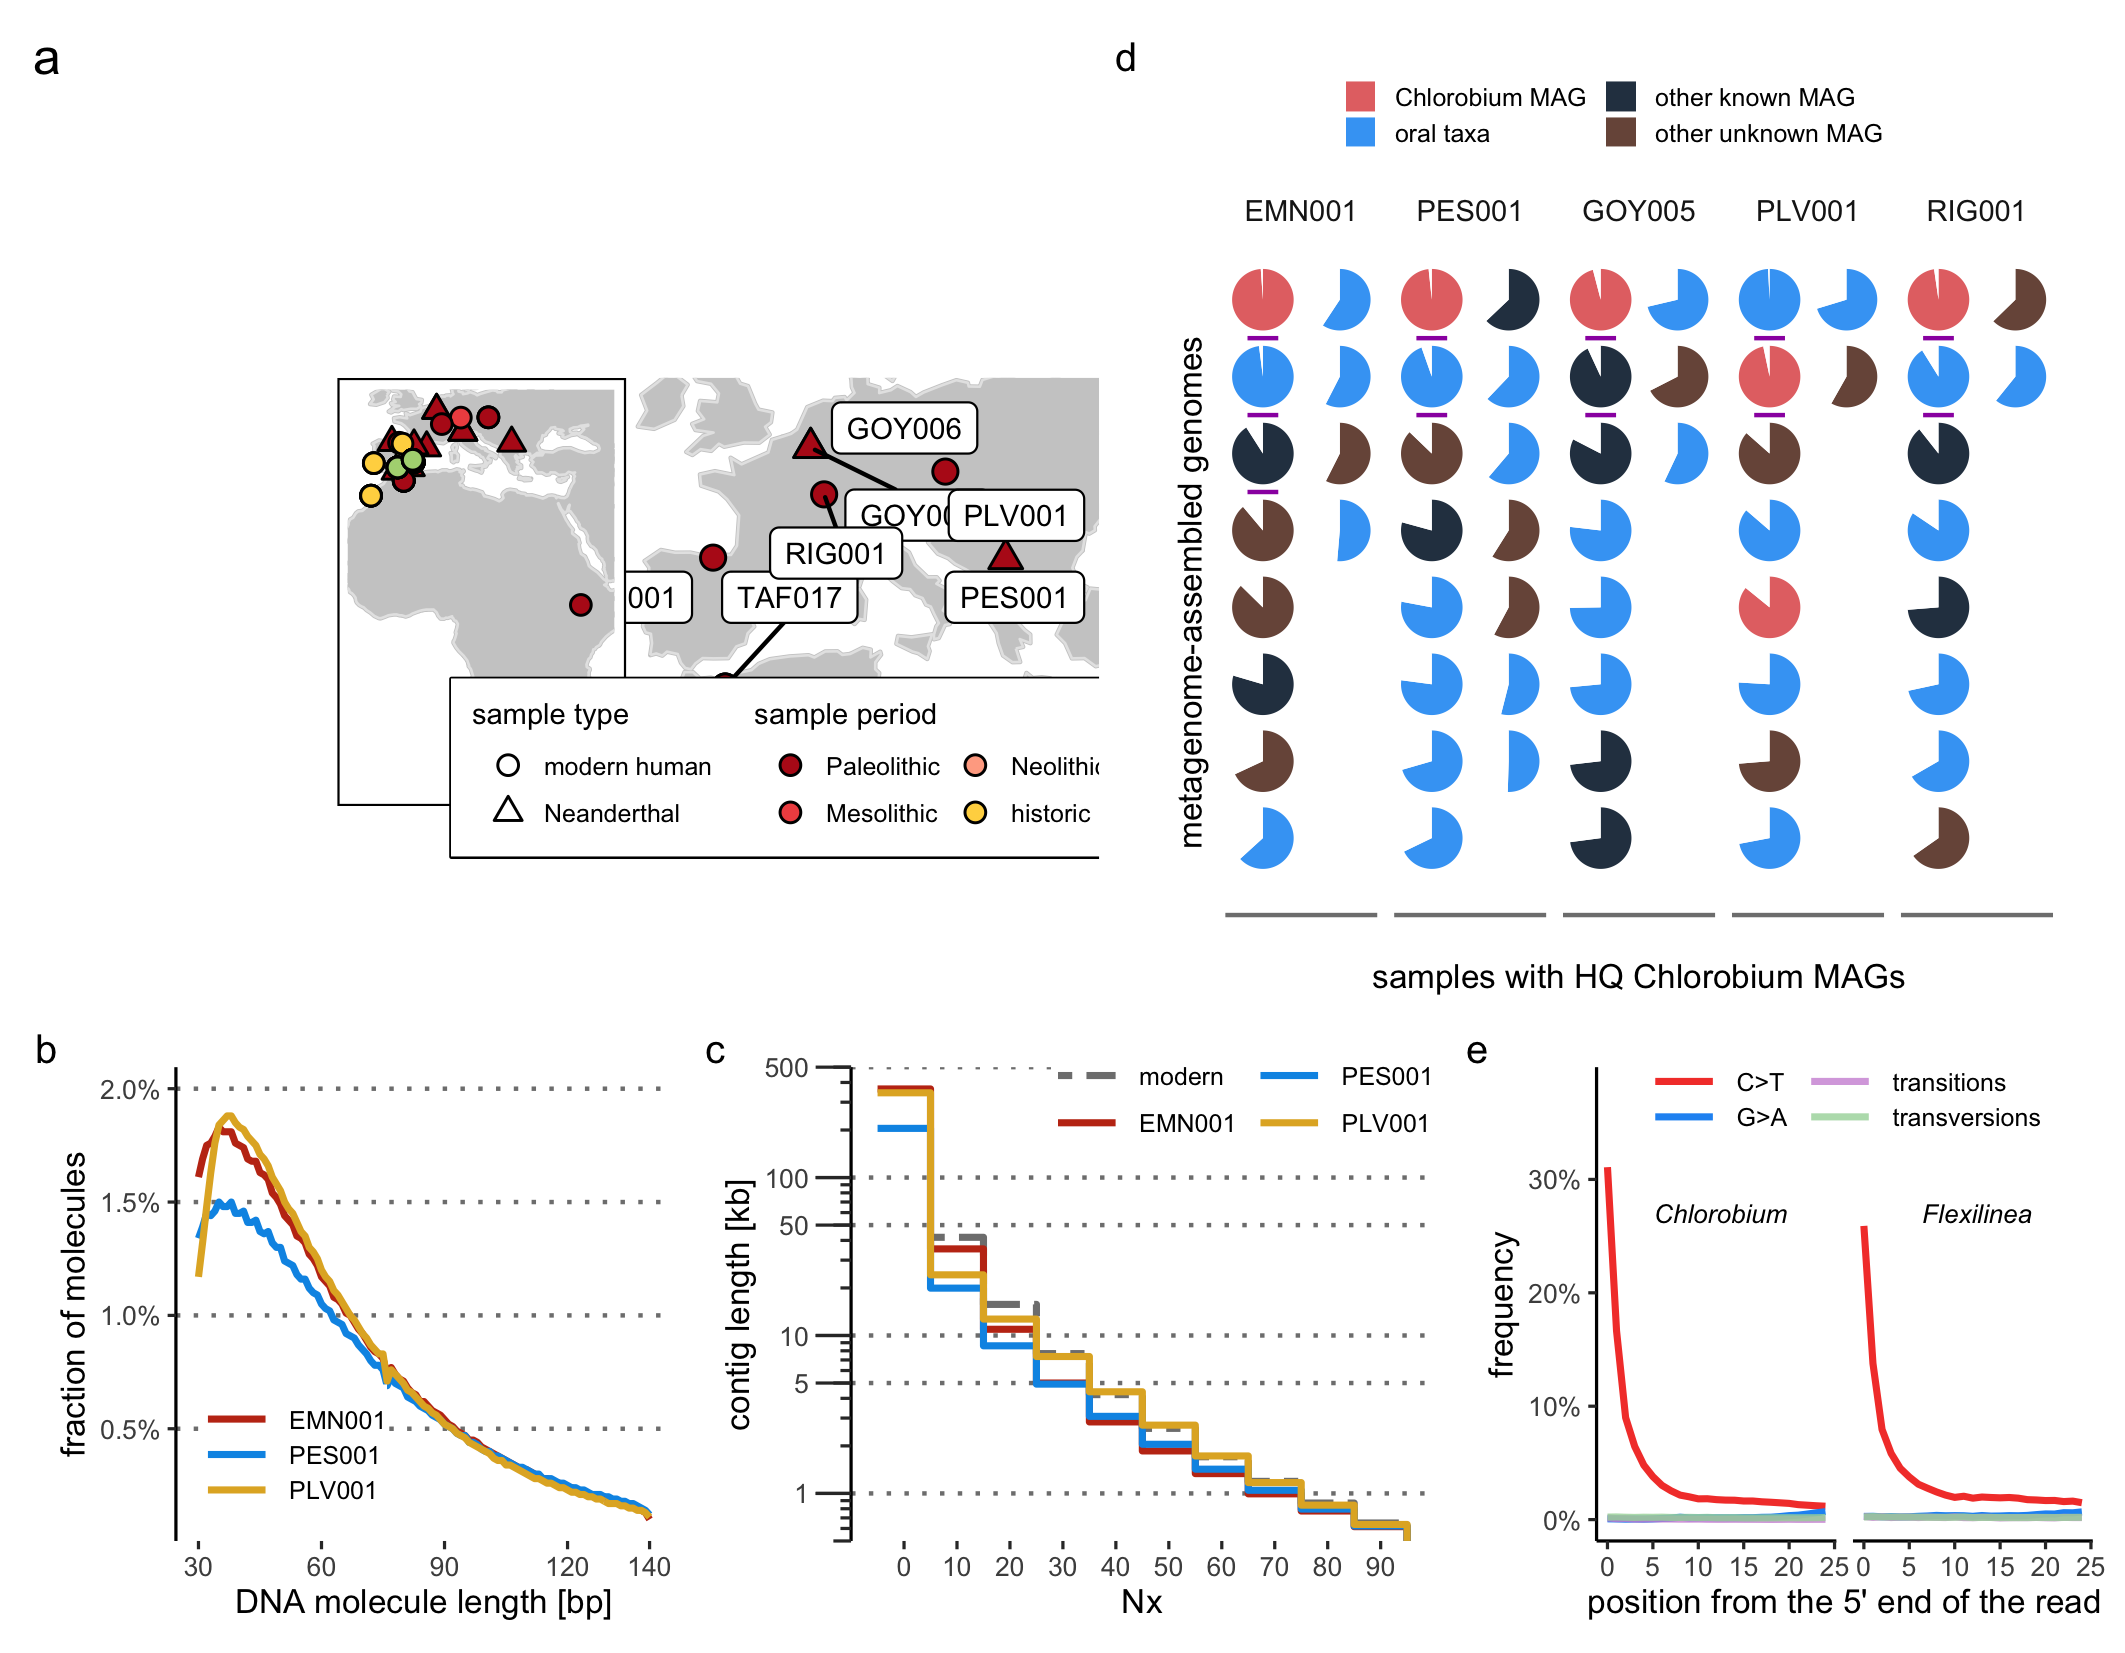 a
GOY006
GOY00
PLV001
RIG001
001
TAF017
PES001
sample type
sample period
modern human
Paleolithic
Neolithic
Neanderthal
Mesolithic
historic
d
Chlorobium MAG
other known MAG
oral taxa
other unknown MAG
EMN001
PES001
GOY005
PLV001
RIG001
metagenome-assembled genomes
samples with HQ Chlorobium MAGs
b
2.0%
1.5%
1.0%
0.5%
fraction of molecules
EMN001
PES001
PLV001
30 60 90 120 140
DNA molecule length [bp]
c
500
100
50
10
5
1
contig length [kb]
modern
PES001
EMN001
PLV001
0 10 20 30 40 50 60 70 80 90
Nx
e
C>T
transitions
G>A
transversions
30%
20%
10%
0%
frequency
Chlorobium
Flexilinea
0 5 10 15 20 25
0 5 10 15 20 25
position from the 5' end of the read